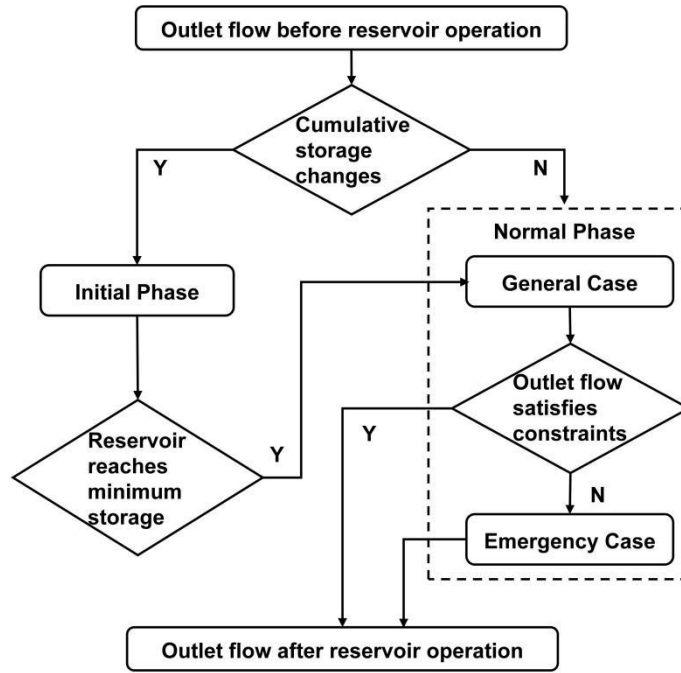 Outlet flow before reservoir operation
Cumulative
storage
changes
Y
N
Normal Phase
Initial Phase
General Case
Outlet flow
satisfies
constraints
Reservoir
reaches
minimum
storage
Y
Y
N
Emergency Case
Outlet flow after reservoir operation